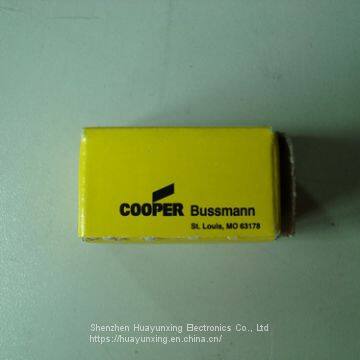 COOPER Bussmann
St. Louis, MO 63178
Shenzhen Huayunxing Electronics Co., Ltd
https://huayunxing.en.china.cn/